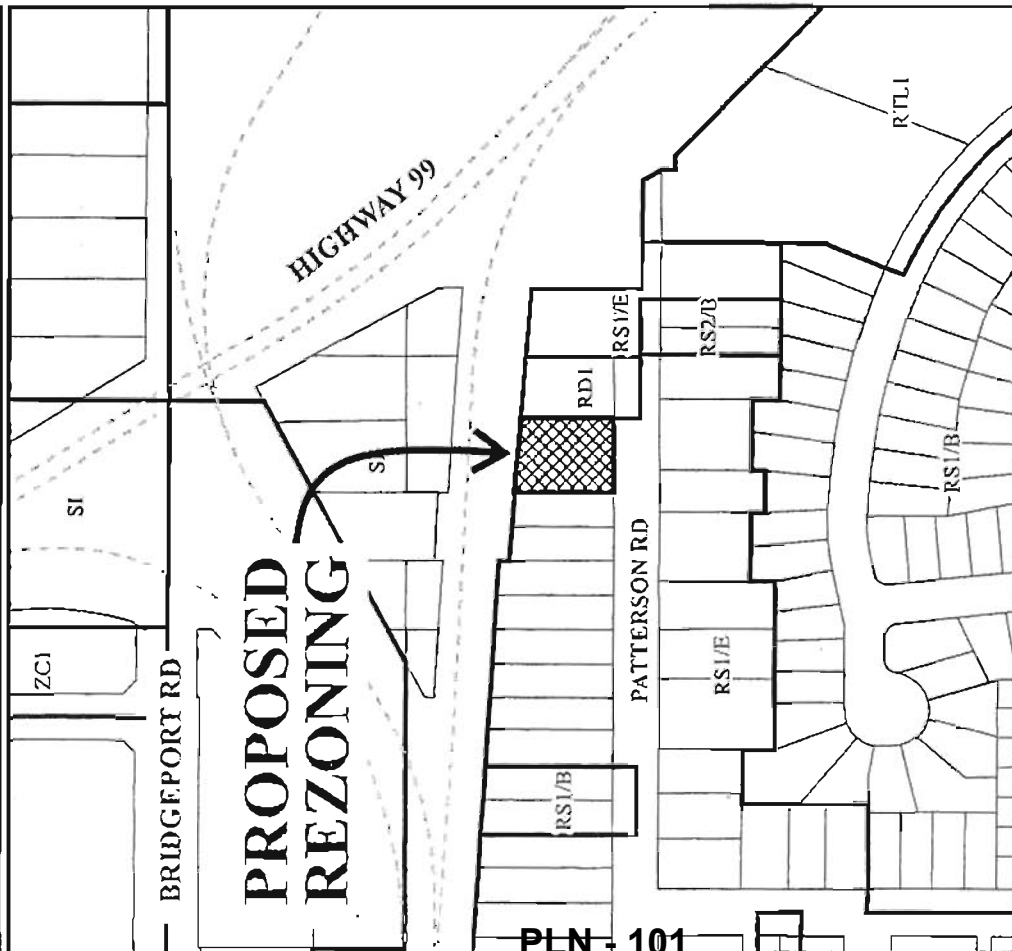 HIGHWAY 99
RTL1
RS1/E
RS2/B
RD1
RS1/B
SI
PROPOSED
REZONING
ZC1
BRIDGEPORT RD
PATTERSON RD
RS1/E
RS1/B
PLN - 101